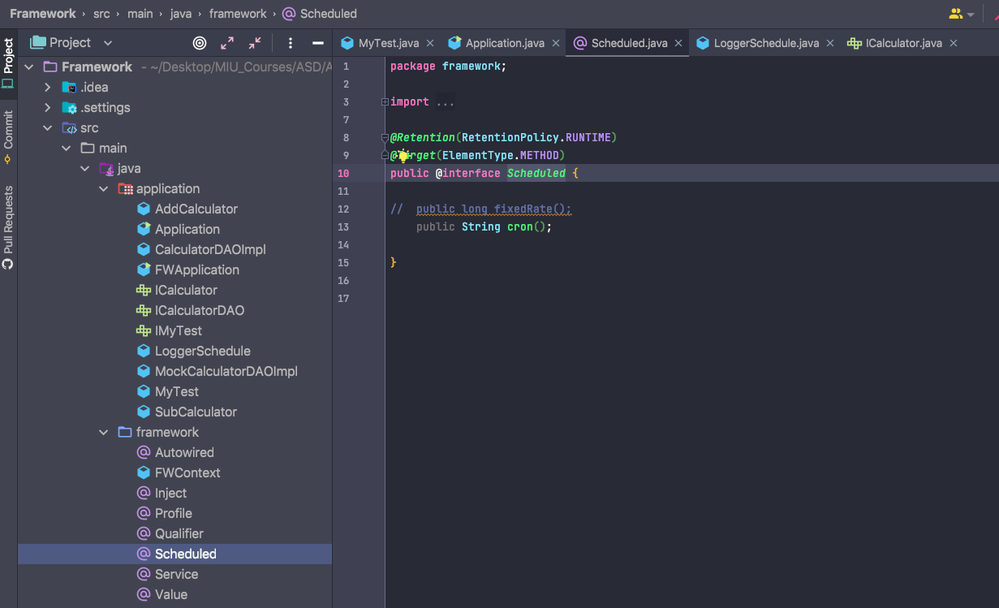 Framework › src › main › java › framework › @ Scheduled
Project
Commit
Pull Requests
Project
Framework - ~/Desktop/MIU_Courses/ASD/A
.idea
.settings
src
main
java
application
AddCalculator
Application
CalculatorDAOImpl
FWApplication
ICalculator
ICalculatorDAO
IMyTest
LoggerSchedule
MockCalculatorDAOImpl
MyTest
SubCalculator
framework
@ Autowired
FWContext
@ Inject
@ Profile
@ Qualifier
@ Scheduled
@ Service
@ Value
MyTest.java × Application.java × @ Scheduled.java × LoggerSchedule.java × ICalculator.java ×
1 package framework;
2
3 import ...
7
8 @Retention(RetentionPolicy.RUNTIME)
9 @Target(ElementType.METHOD)
10 public @interface Scheduled {
11
12 // public long fixedRate();
13 public String cron();
14
15 }
16
17